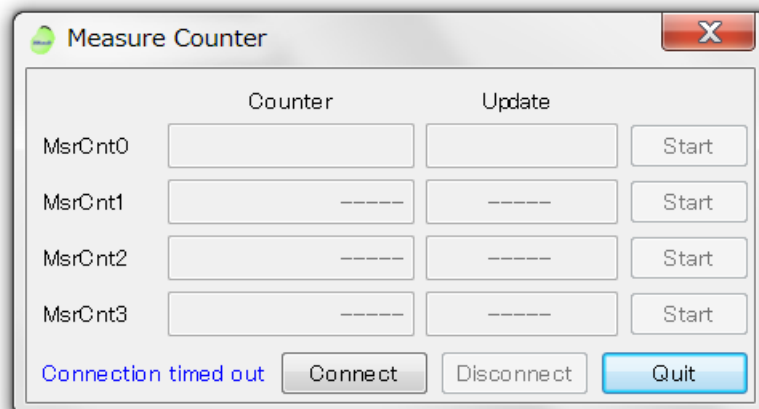 Measure Counter
Counter Update
MsrCnt0 Start
MsrCnt1 ----- ----- Start
MsrCnt2 ----- ----- Start
MsrCnt3 ----- ----- Start
Connection timed out Connect Disconnect Quit